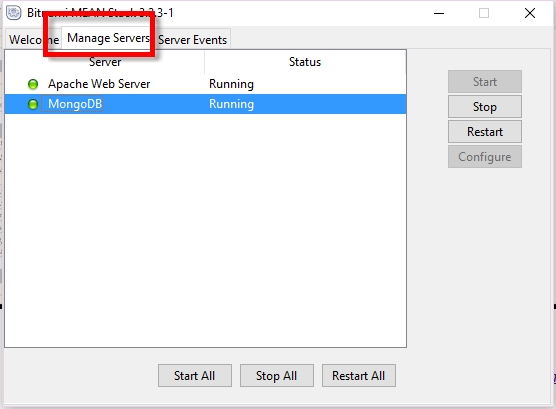 Bitnami MEAN Stack 3.2.3-1
Welcome
Manage Servers
Server Events
Server Status
Apache Web Server Running
MongoDB Running
Start
Stop
Restart
Configure
Start All Stop All Restart All